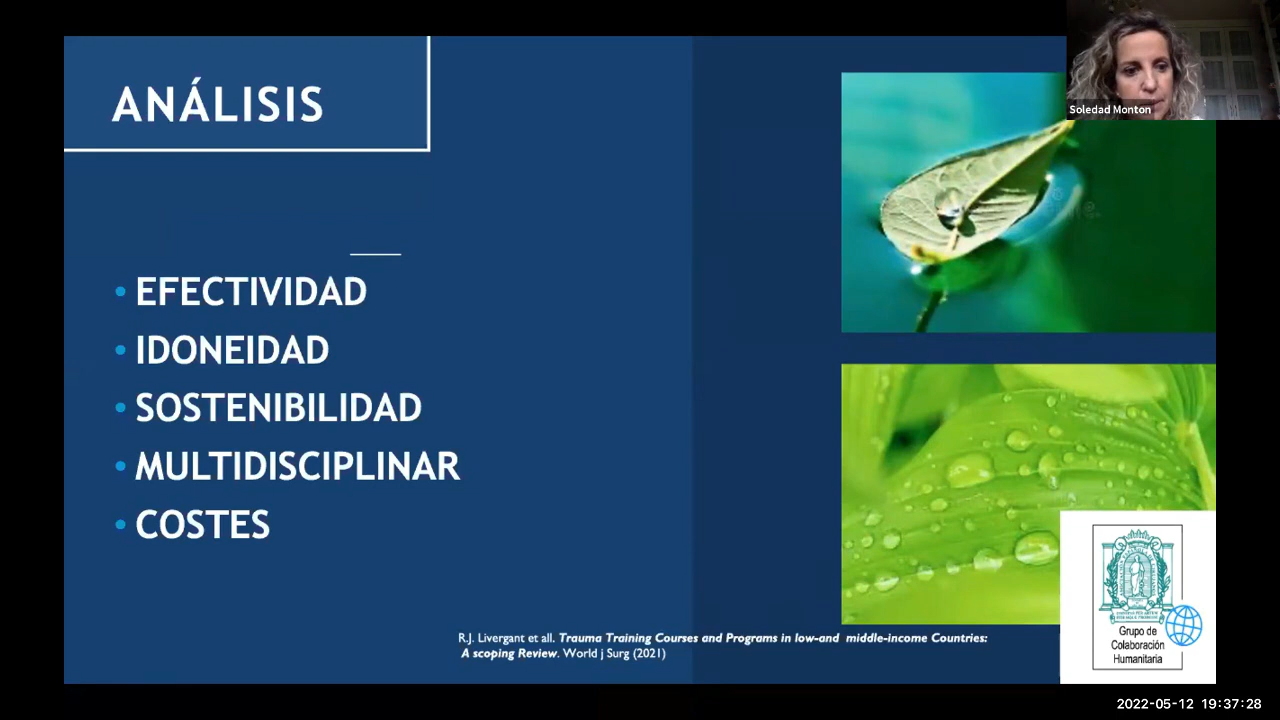 ANÁLISIS
Soledad Monton
• EFECTIVIDAD
• IDONEIDAD
• SOSTENIBILIDAD
• MULTIDISCIPLINAR
• COSTES
R.J. Livergant et all. Trauma Training Courses and Programs in low-and middle-income Countries:
A scoping Review. World j Surg (2021)
Grupo de
Colaboración
Humanitaria
2022-05-12 19:37:28